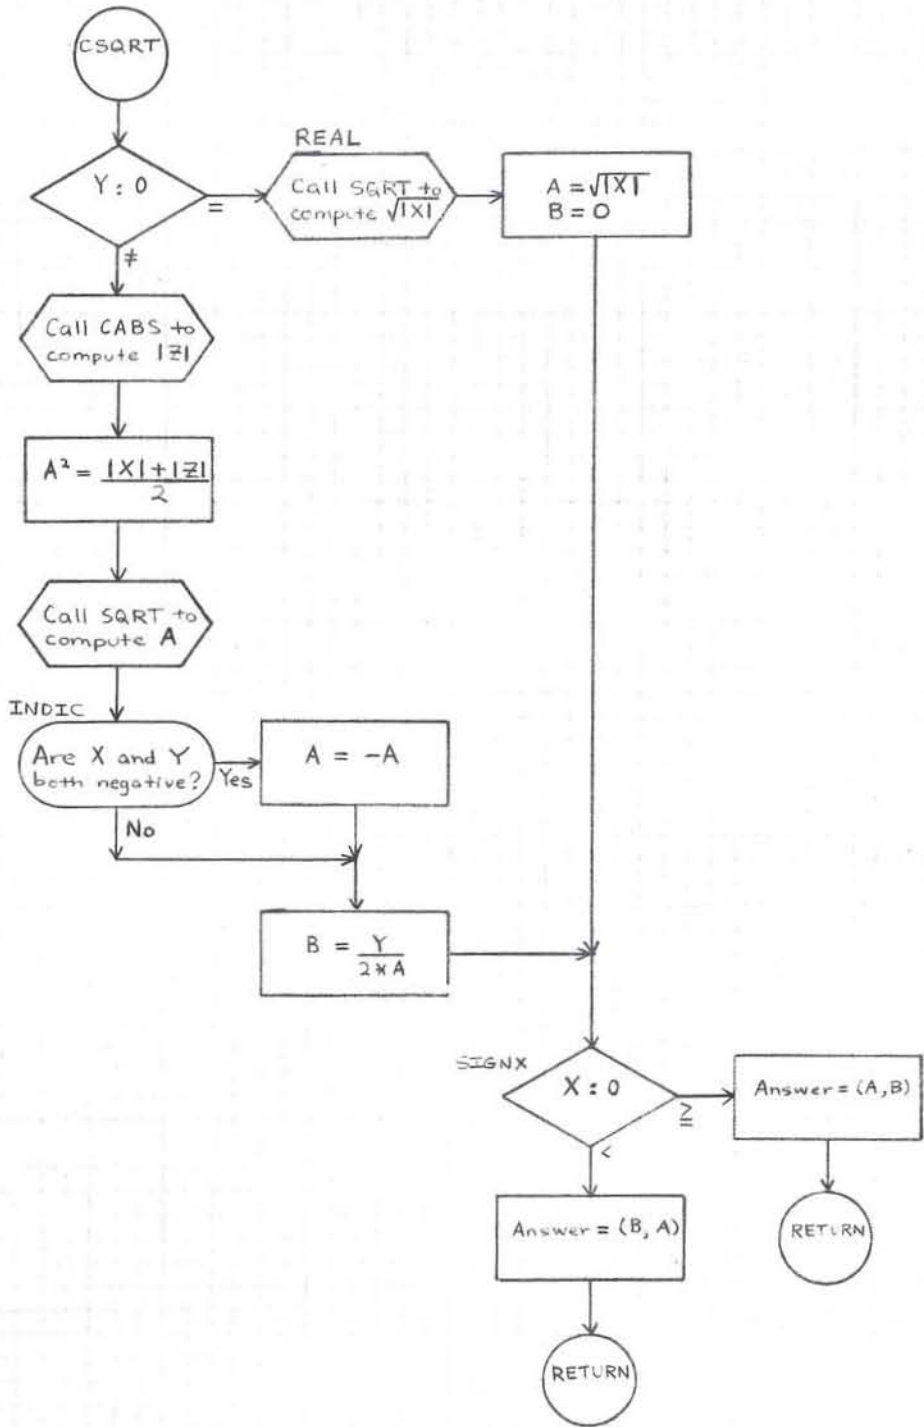 CSQRT
Y : 0
=
≠
REAL
Call SQRT to
compute √|X|
A = √|X|
B = 0
Call CABS to
compute |Z|
A² = |X| + |Z|
2
Call SQRT to
compute A
INDIC
Are X and Y
both negative?
Yes
No
A = -A
B = Y
2*A
SIGNX
X : 0
≥
<
Answer = (A, B)
RETURN
Answer = (B, A)
RETURN